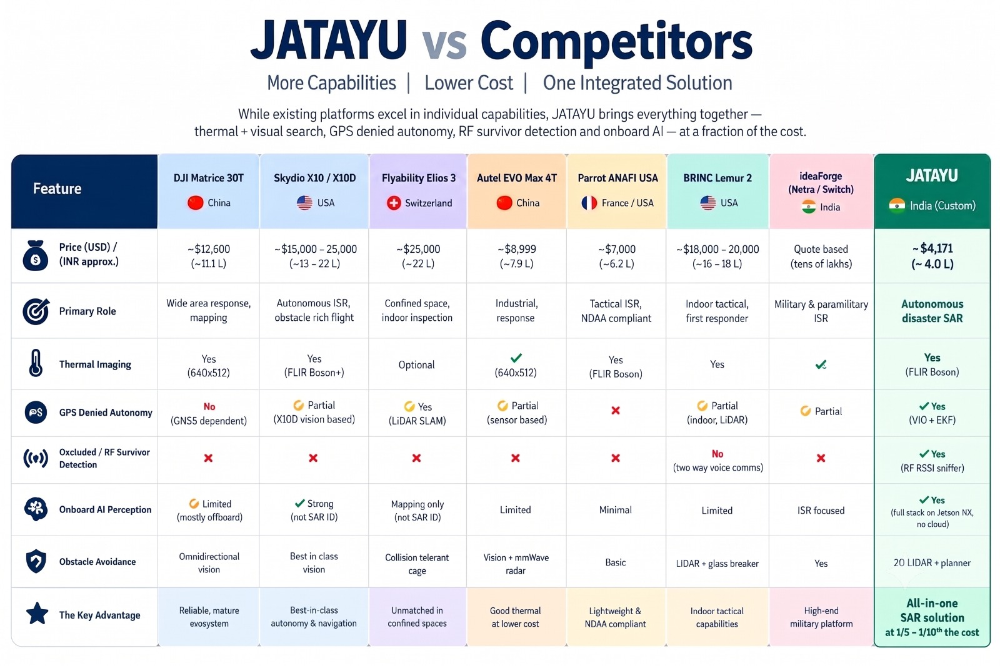 JATAYU vs Competitors
More Capabilities | Lower Cost | One Integrated Solution
While existing platforms excel in individual capabilities, JATAYU brings everything together —
thermal + visual search, GPS denied autonomy, RF survivor detection and onboard AI — at a fraction of the cost.
Feature
DJI Matrice 30T
China
Skydio X10 / X10D
USA
Flyability Elios 3
Switzerland
Autel EVO Max 4T
China
Parrot ANAFI USA
France / USA
BRINC Lemur 2
USA
ideaForge
(Netra / Switch)
India
JATAYU
India (Custom)
$
Price (USD) /
(INR approx.)
~$12,600
(~11.1 L)
~$15,000 – 25,000
(~13 – 22 L)
~$25,000
(~22 L)
~$8,999
(~7.9 L)
~$7,000
(~6.2 L)
~$18,000 – 20,000
(~16 – 18 L)
Quote based
(tens of lakhs)
~ $4,171
(~ 4.0 L)
Primary Role
Wide area response,
mapping
Autonomous ISR,
obstacle rich flight
Confined space,
indoor inspection
Industrial,
response
Tactical ISR,
NDAA compliant
Indoor tactical,
first responder
Military & paramilitary
ISR
Autonomous
disaster SAR
Thermal Imaging
Yes
(640x512)
Yes
(FLIR Boson+)
Optional
(640x512)
Yes
(FLIR Boson)
Yes
Yes
(FLIR Boson)
GPS Denied Autonomy
No
(GNS5 dependent)
Partial
(X10D vision based)
Yes
(LiDAR SLAM)
Partial
(sensor based)
Partial
(indoor, LiDAR)
Partial
Yes
(VIO + EKF)
Oxcluded / RF Survivor
Detection
No
(two way voice comms)
Yes
(RF RSSI sniffer)
Onboard AI Perception
Limited
(mostly offboard)
Strong
(not SAR ID)
Mapping only
(not SAR ID)
Limited
Minimal
Limited
ISR focused
Yes
(full stack on Jetson NX,
no cloud)
Obstacle Avoidance
Omnidirectional
vision
Best in class
vision
Collision telerant
cage
Vision + mmWave
radar
Basic
LIDAR + glass breaker
Yes
20 LIDAR + planner
The Key Advantage
Reliable, mature
exosystem
Best-in-class
autonomy & navigation
Unmatched in
confined spaces
Good thermal
at lower cost
Lightweight &
NDAA compliant
Indoor tactical
capabilities
High-end
military platform
All-in-one
SAR solution
at 1/5 – 1/10th the cost